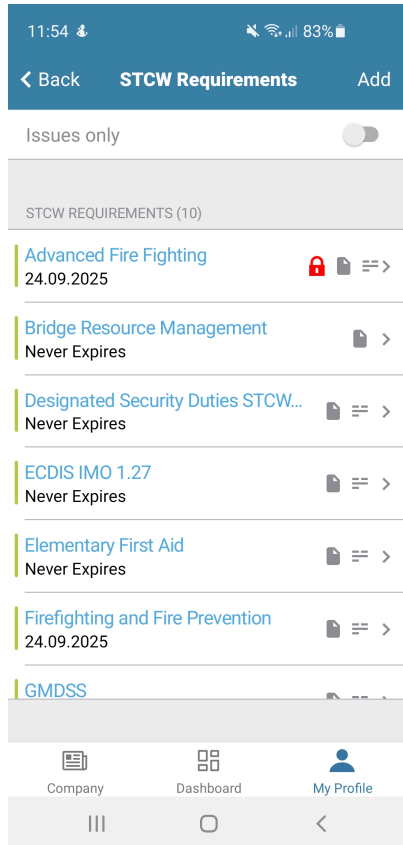 11:54 83%
Back STCW Requirements Add
Issues only
STCW REQUIREMENTS (10)
Advanced Fire Fighting
24.09.2025
Bridge Resource Management
Never Expires
Designated Security Duties STCW...
Never Expires
ECDIS IMO 1.27
Never Expires
Elementary First Aid
Never Expires
Firefighting and Fire Prevention
24.09.2025
GMDSS
Company Dashboard My Profile